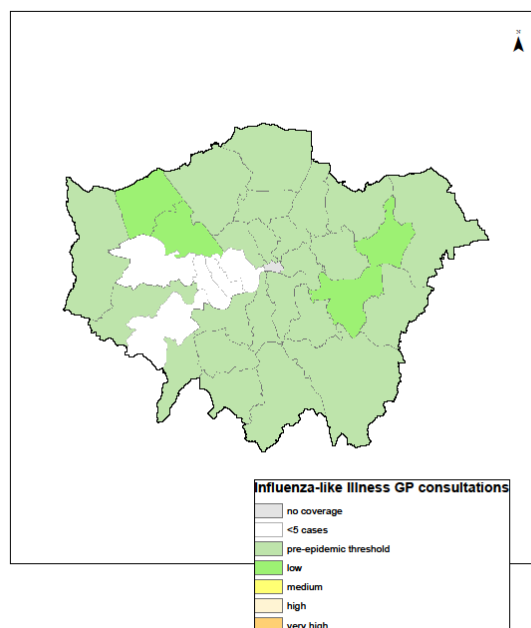 N
Influenza-like Illness GP consultations
no coverage
<5 cases
pre-epidemic threshold
low
medium
high
very high